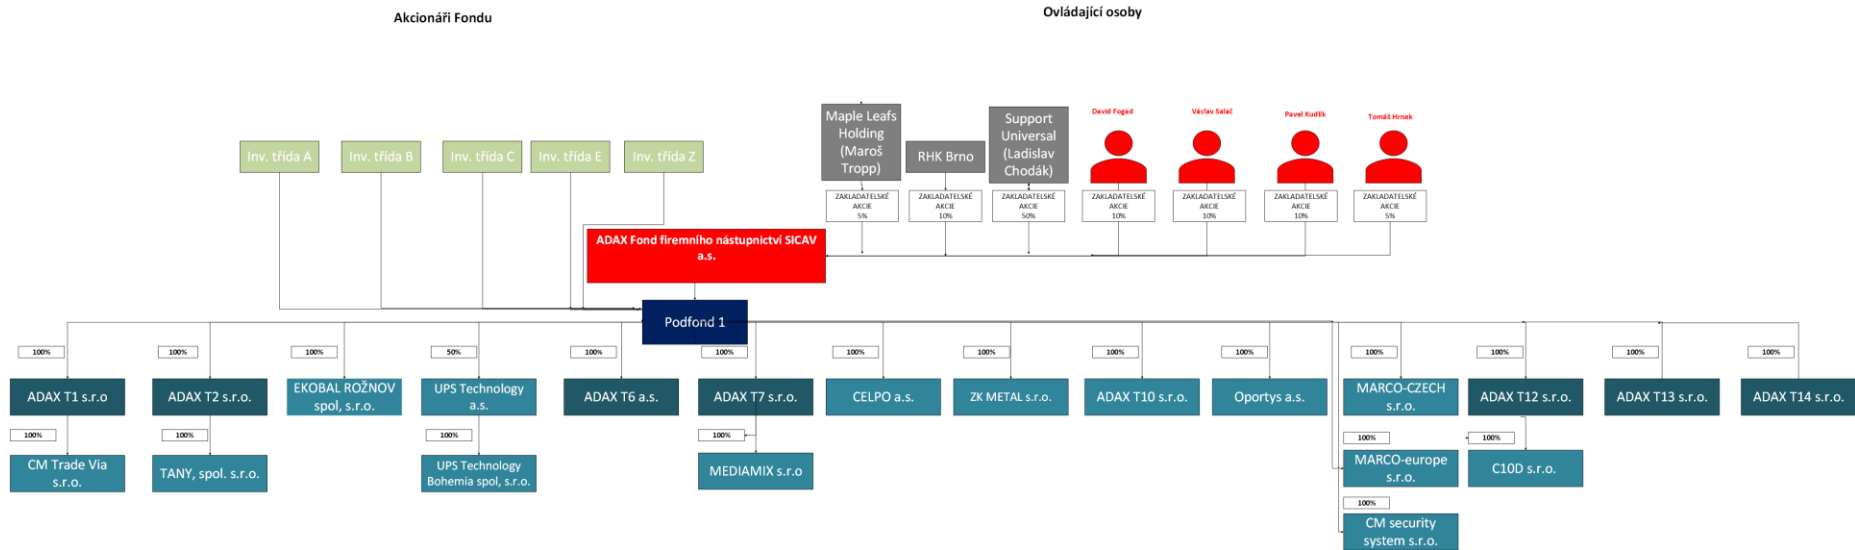 Akcionáři Fondu
Ovládající osoby
Inv. třída A
Inv. třída B
Inv. třída C
Inv. třída E
Inv. třída Z
Maple Leafs
Holding
(Maroš
Tropp)
RHK Brno
Support
Universal
(Ladislav
Chodák)
David Fogad
Václav Salač
Pavel Kudlík
Tomáš Hrnek
ZAKLADATELSKÉ
AKCIE
5%
ZAKLADATELSKÉ
AKCIE
10%
ZAKLADATELSKÉ
AKCIE
50%
ZAKLADATELSKÉ
AKCIE
10%
ZAKLADATELSKÉ
AKCIE
10%
ZAKLADATELSKÉ
AKCIE
10%
ZAKLADATELSKÉ
AKCIE
5%
ADAX Fond firemního nástupnictví SICAV
a.s.
Podfond 1
100%
100%
100%
50%
100%
100%
100%
100%
100%
100%
100%
100%
100%
100%
ADAX T1 s.r.o
ADAX T2 s.r.o.
EKOBAL ROŽNOV
spol, s.r.o.
UPS Technology
a.s.
ADAX T6 a.s.
ADAX T7 s.r.o.
CELPO a.s.
ZK METAL s.r.o.
ADAX T10 s.r.o.
Oportys a.s.
MARCO-CZECH
s.r.o.
ADAX T12 s.r.o.
ADAX T13 s.r.o.
ADAX T14 s.r.o.
100%
100%
100%
100%
100%
100%
CM Trade Via
s.r.o.
TANY, spol. s.r.o.
UPS Technology
Bohemia spol, s.r.o.
MEDIAMIX s.r.o
MARCO-europe
s.r.o.
C10D s.r.o.
100%
CM security
system s.r.o.